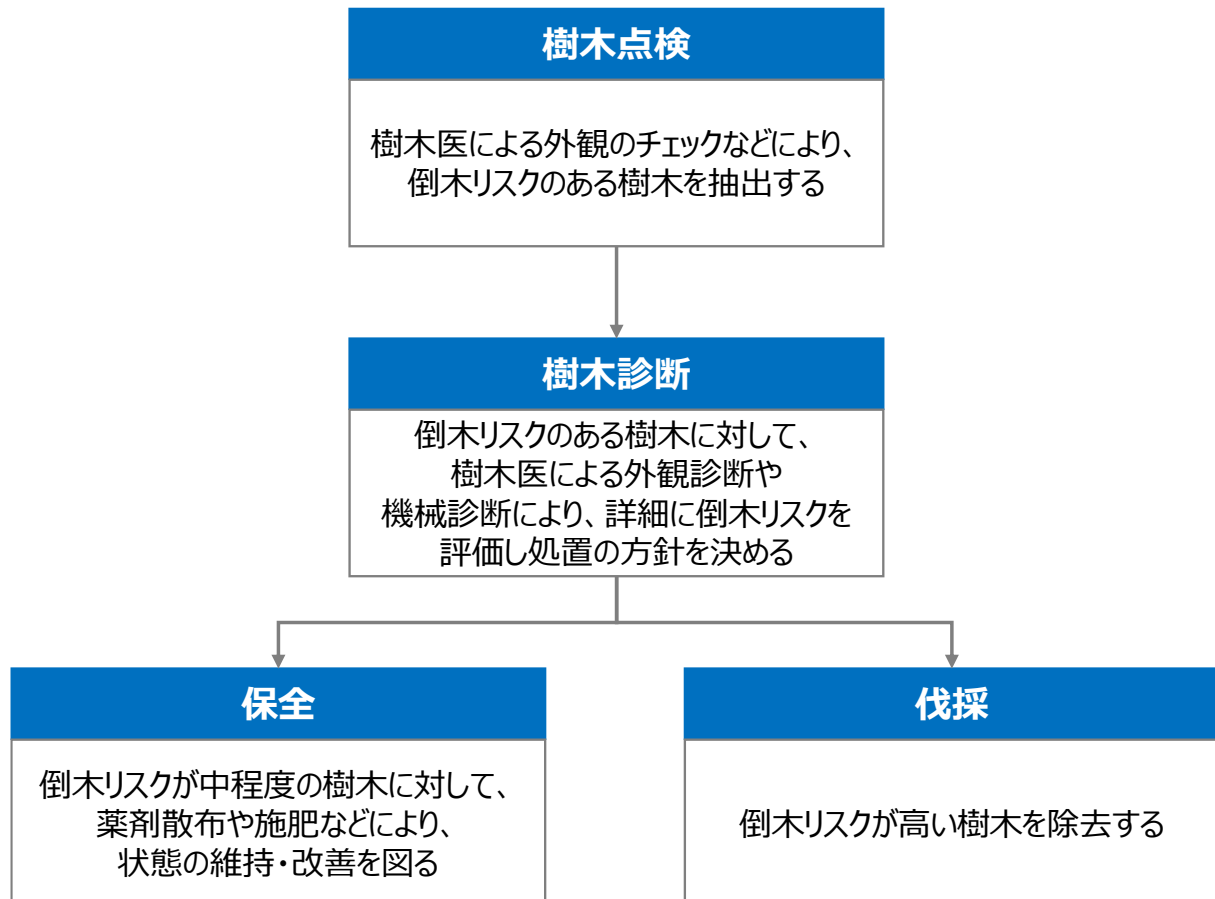 樹木点検
樹木医による外観のチェックなどにより、
倒木リスクのある樹木を抽出する
樹木診断
倒木リスクのある樹木に対して、
樹木医による外観診断や
機械診断により、詳細に倒木リスクを
評価し処置の方針を決める
保全
倒木リスクが中程度の樹木に対して、
薬剤散布や施肥などにより、
状態の維持・改善を図る
伐採
倒木リスクが高い樹木を除去する